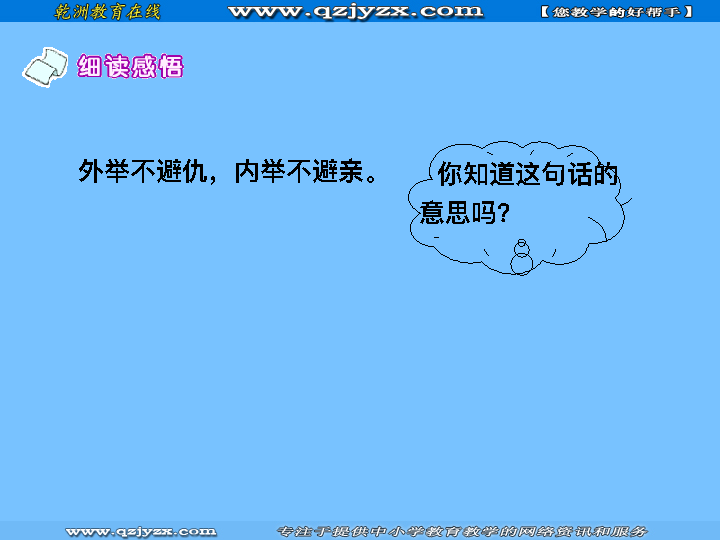 乾洲教育在线 www.qzjyzx.com 【您教学的好帮手】
细读感悟
外举不避仇，内举不避亲。
你知道这句话的
意思吗？
www.qzjyzx.com 专注于提供中小学教育教学的网络资讯和服务